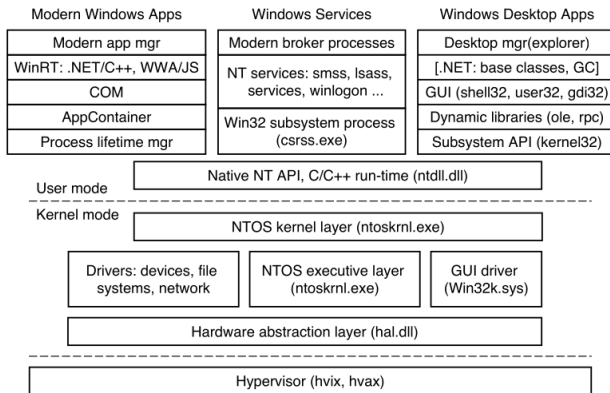 Modern Windows Apps
Modern app mgr
WinRT: .NET/C++, WWA/JS
COM
AppContainer
Process lifetime mgr
Windows Services
Modern broker processes
NT services: smss, lsass,
services, winlogon ...
Win32 subsystem process
(csrss.exe)
Windows Desktop Apps
Desktop mgr(explorer)
[.NET: base classes, GC]
GUI (shell32, user32, gdi32)
Dynamic libraries (ole, rpc)
Subsystem API (kernel32)
Native NT API, C/C++ run-time (ntdll.dll)
User mode
Kernel mode
NTOS kernel layer (ntoskrnl.exe)
Drivers: devices, file
systems, network
NTOS executive layer
(ntoskrnl.exe)
GUI driver
(Win32k.sys)
Hardware abstraction layer (hal.dll)
Hypervisor (hvix, hvax)